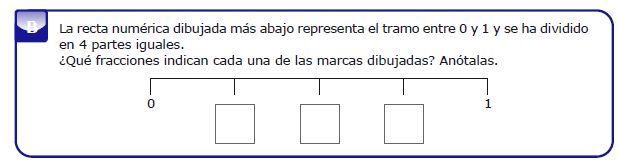 B
La recta numérica dibujada más abajo representa el tramo entre 0 y 1 y se ha dividido
en 4 partes iguales.
¿Qué fracciones indican cada una de las marcas dibujadas? Anótalas.
0 1